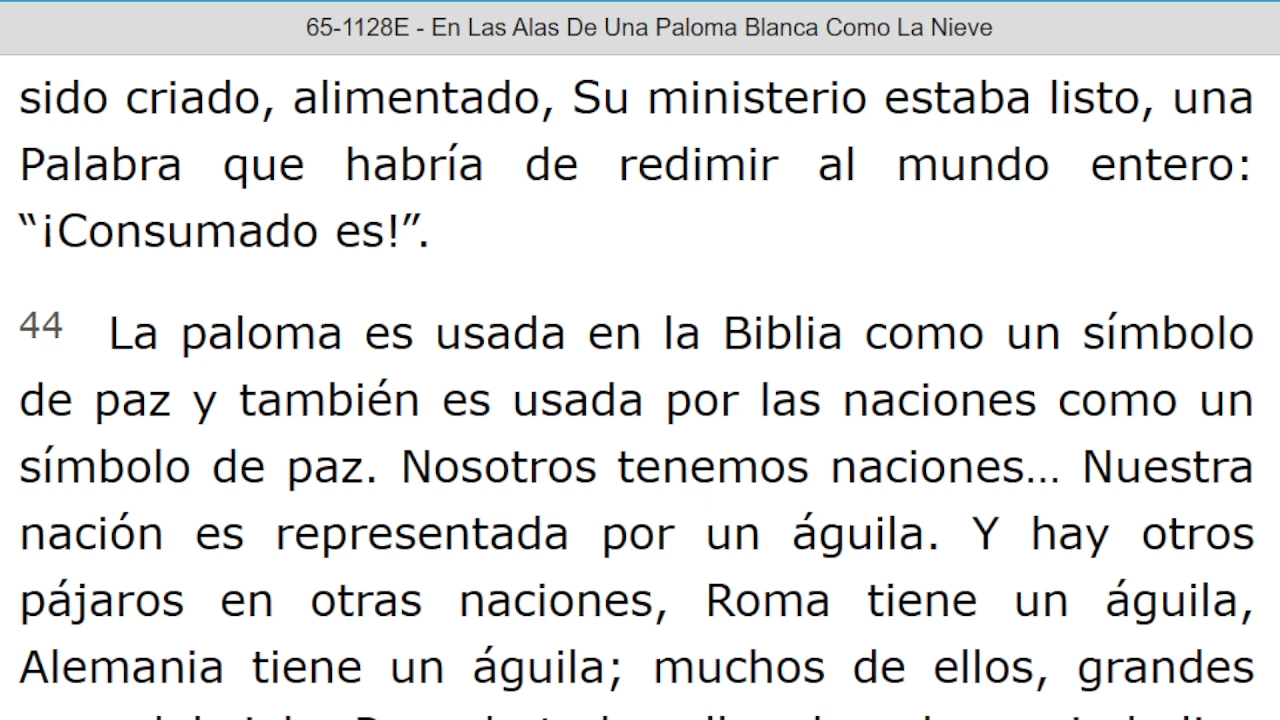 65-1128E - En Las Alas De Una Paloma Blanca Como La Nieve
sido criado, alimentado, Su ministerio estaba listo, una
Palabra que habría de redimir al mundo entero:
“¡Consumado es!”.
44 La paloma es usada en la Biblia como un símbolo
de paz y también es usada por las naciones como un
símbolo de paz. Nosotros tenemos naciones… Nuestra
nación es representada por un águila. Y hay otros
pájaros en otras naciones, Roma tiene un águila,
Alemania tiene un águila; muchos de ellos, grandes